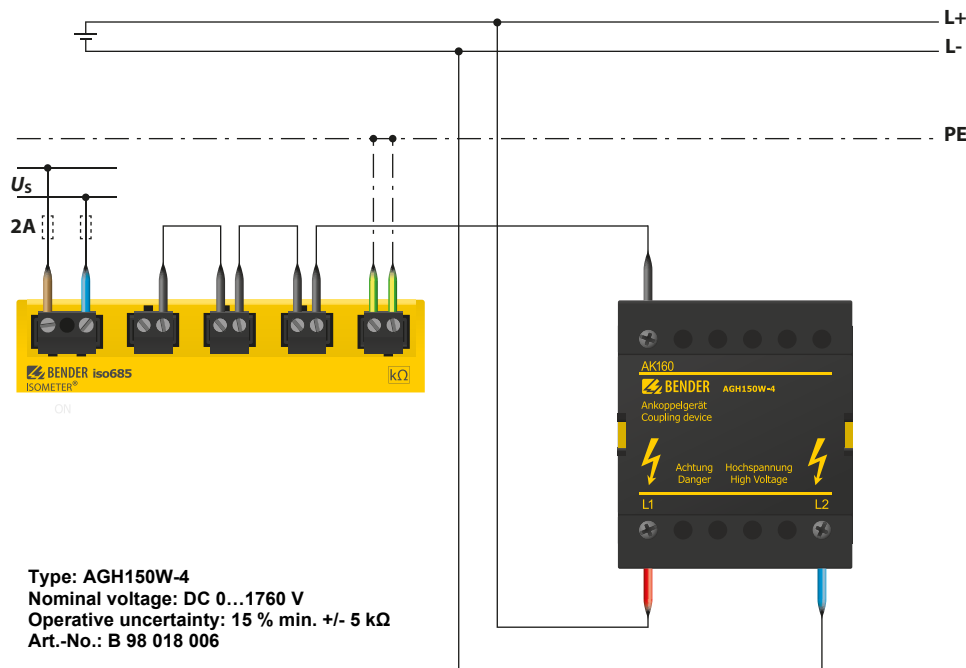 L+
L-
PE
US
2A
BENDER iso685
ISOMETER®
kΩ
ON
AK160
BENDER AGH150W-4
Ankoppelgerät
Coupling device
Achtung Hochspannung
Danger High Voltage
L1 L2
Type: AGH150W-4
Nominal voltage: DC 0…1760 V
Operative uncertainty: 15 % min. +/- 5 kΩ
Art.-No.: B 98 018 006